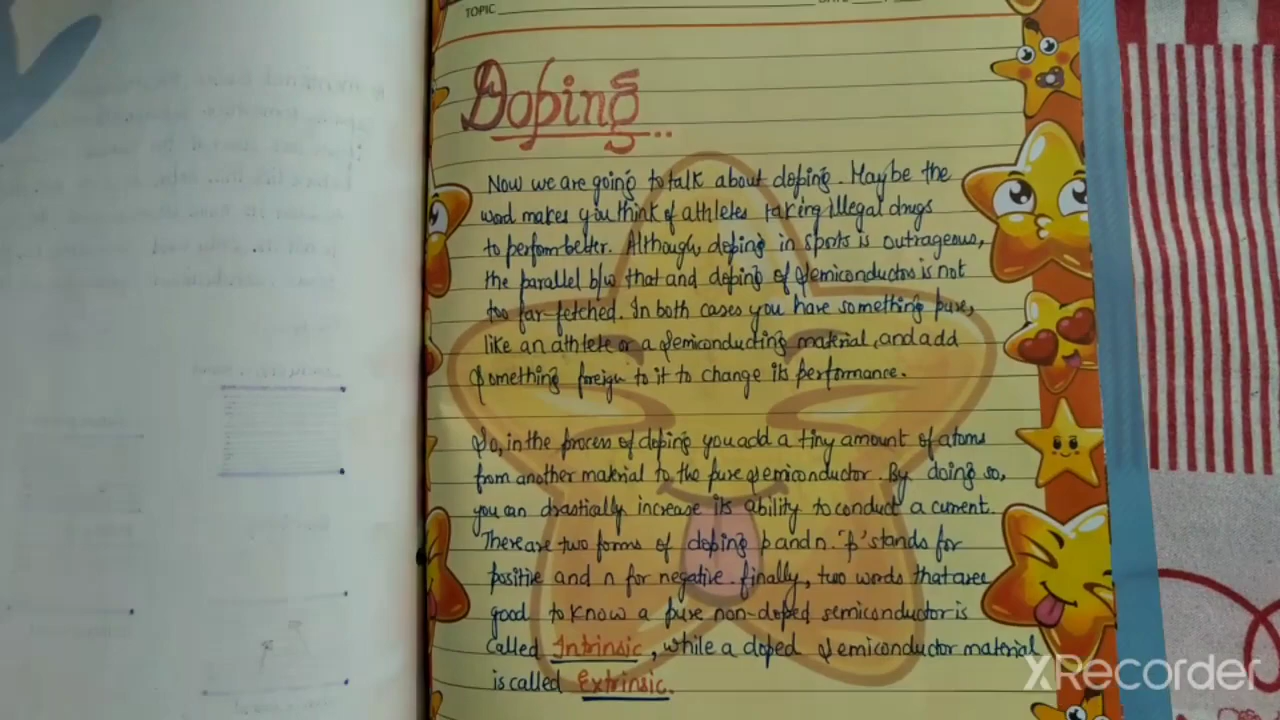 TOPIC
Doping..
Now we are going to talk about doping. Maybe the
word makes you think of athletes taking illegal drugs
to perform better. Although doping in sports is outrageous,
the parallel b/w that and doping of semiconductors is not
too far-fetched. In both cases you have something pure,
like an athlete or a semiconducting material, and add
something foreign to it to change its performance.
So, in the process of doping you add a tiny amount of atoms
from another material to the pure semiconductor. By doing so,
you can drastically increase its ability to conduct a current.
There are two forms of doping p and n. 'p' stands for
positive and n for negative. finally, two words that are
good to know a pure non-doped semiconductor is
called Intrinsic, while a doped semiconductor material
is called Extrinsic.
XRecorder